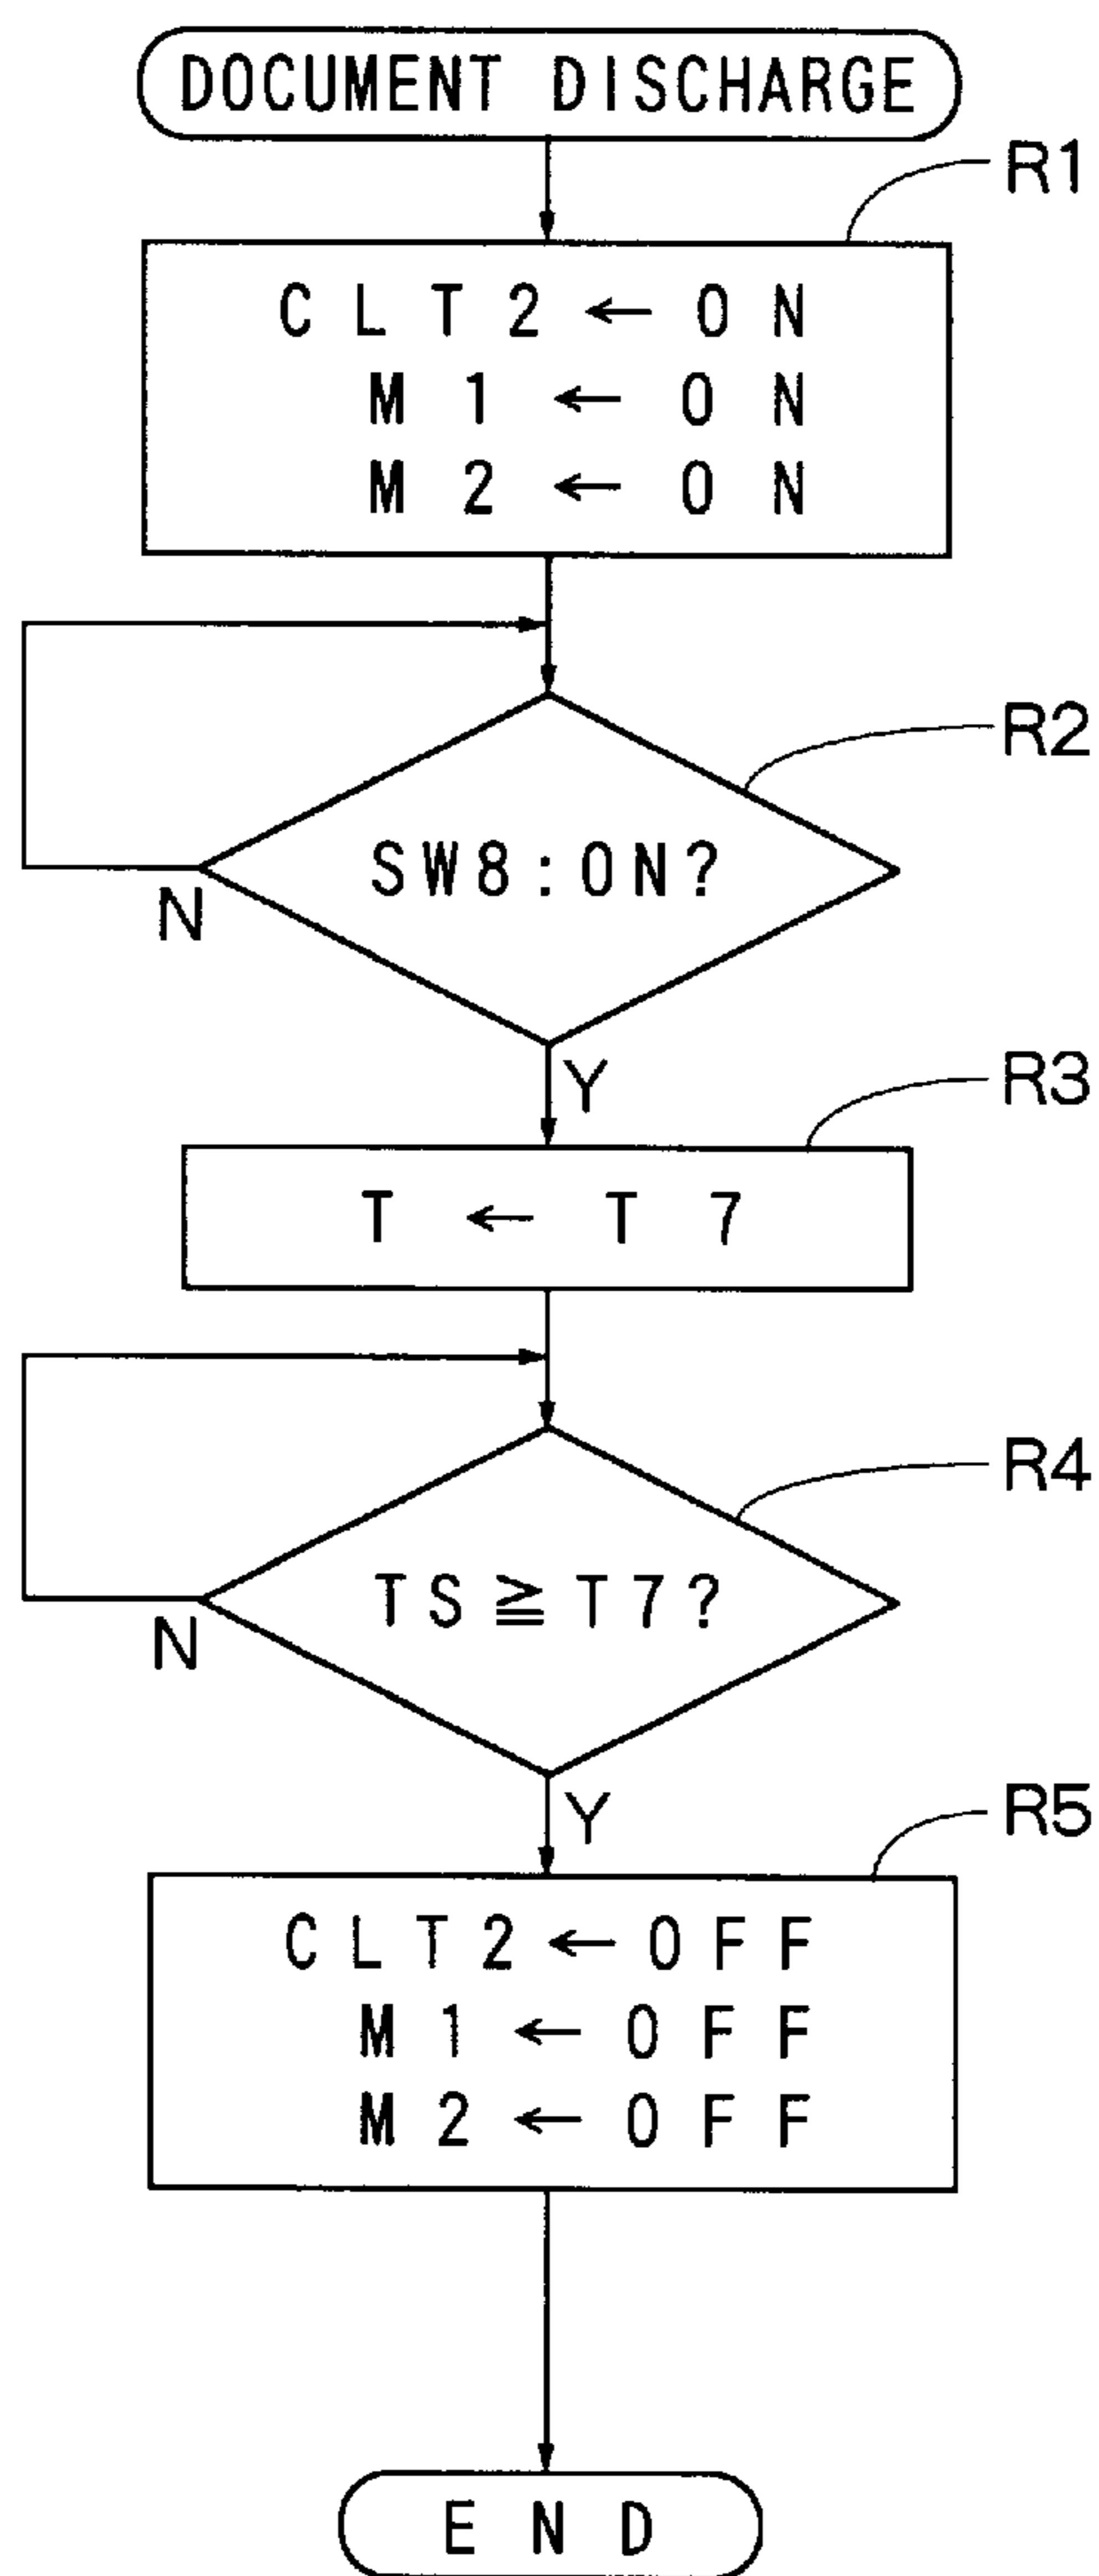 DOCUMENT DISCHARGE
R1
CLT2 ← ON
M1 ← ON
M2 ← ON
R2
SW8:ON?
N
Y
R3
T ← T7
R4
TS≧T7?
N
Y
R5
CLT2 ← OFF
M1 ← OFF
M2 ← OFF
END